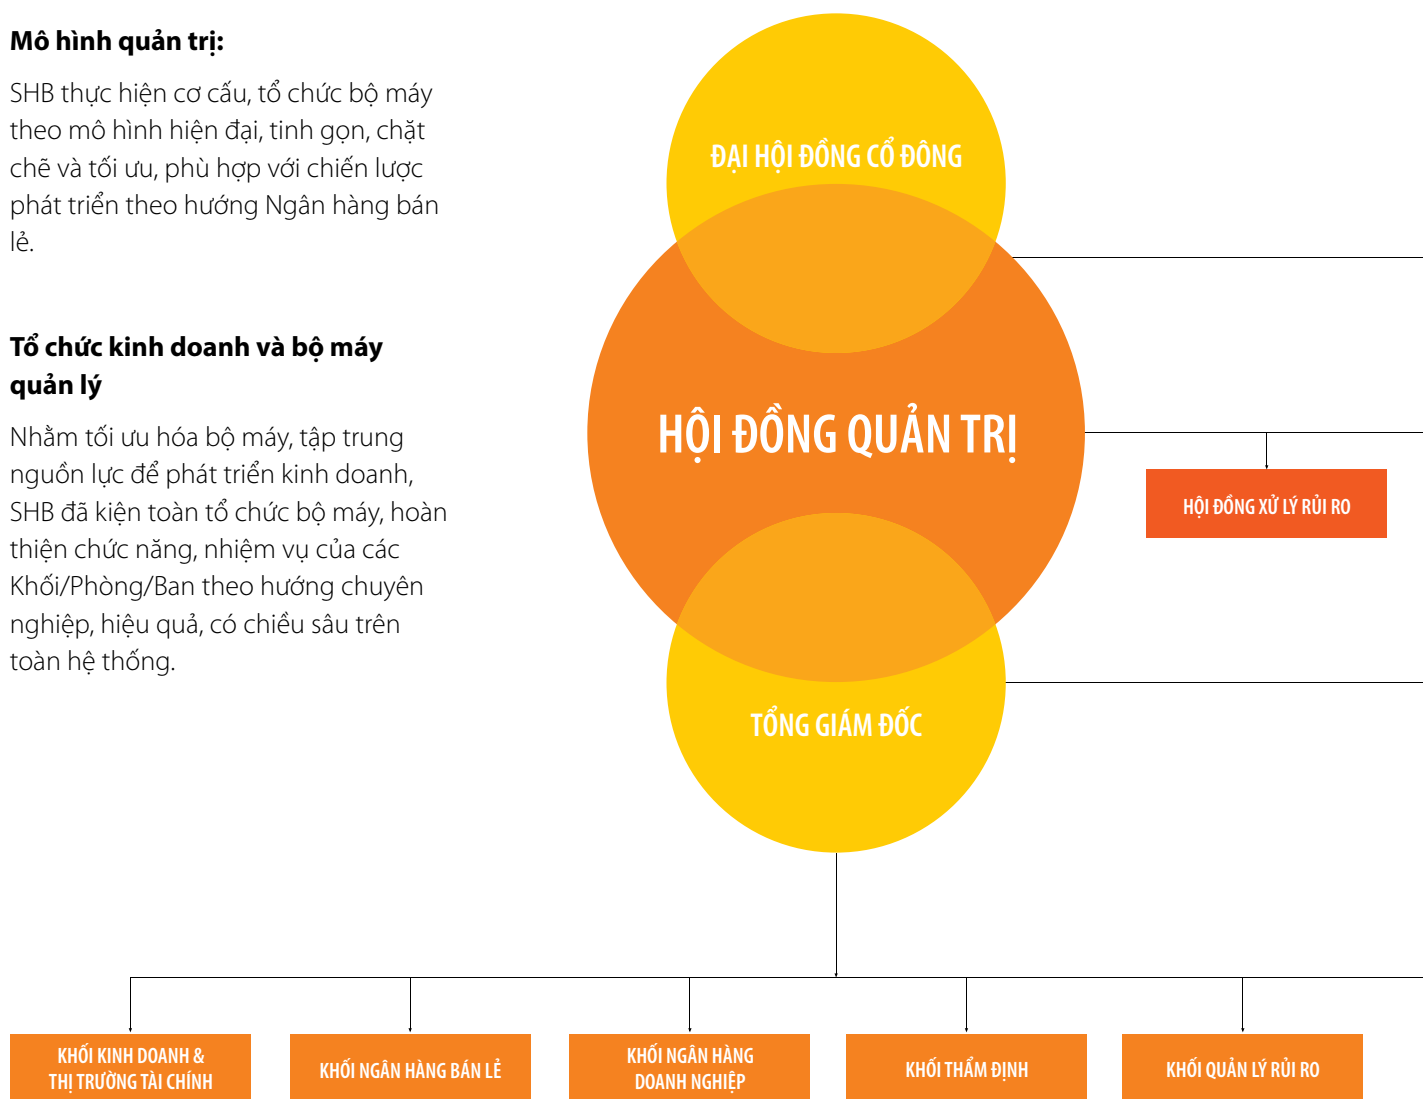 Mô hình quản trị:
SHB thực hiện cơ cấu, tổ chức bộ máy
theo mô hình hiện đại, tinh gọn, chặt
chẽ và tối ưu, phù hợp với chiến lược
phát triển theo hướng Ngân hàng bán
lẻ.
Tổ chức kinh doanh và bộ máy
quản lý
Nhằm tối ưu hóa bộ máy, tập trung
nguồn lực để phát triển kinh doanh,
SHB đã kiện toàn tổ chức bộ máy, hoàn
thiện chức năng, nhiệm vụ của các
Khối/Phòng/Ban theo hướng chuyên
nghiệp, hiệu quả, có chiều sâu trên
toàn hệ thống.
ĐẠI HỘI ĐỒNG CỔ ĐÔNG
HỘI ĐỒNG QUẢN TRỊ
HỘI ĐỒNG XỬ LÝ RỦI RO
TỔNG GIÁM ĐỐC
KHỐI KINH DOANH &
THỊ TRƯỜNG TÀI CHÍNH
KHỐI NGÂN HÀNG BÁN LẺ
KHỐI NGÂN HÀNG
DOANH NGHIỆP
KHỐI THẨM ĐỊNH
KHỐI QUẢN LÝ RỦI RO